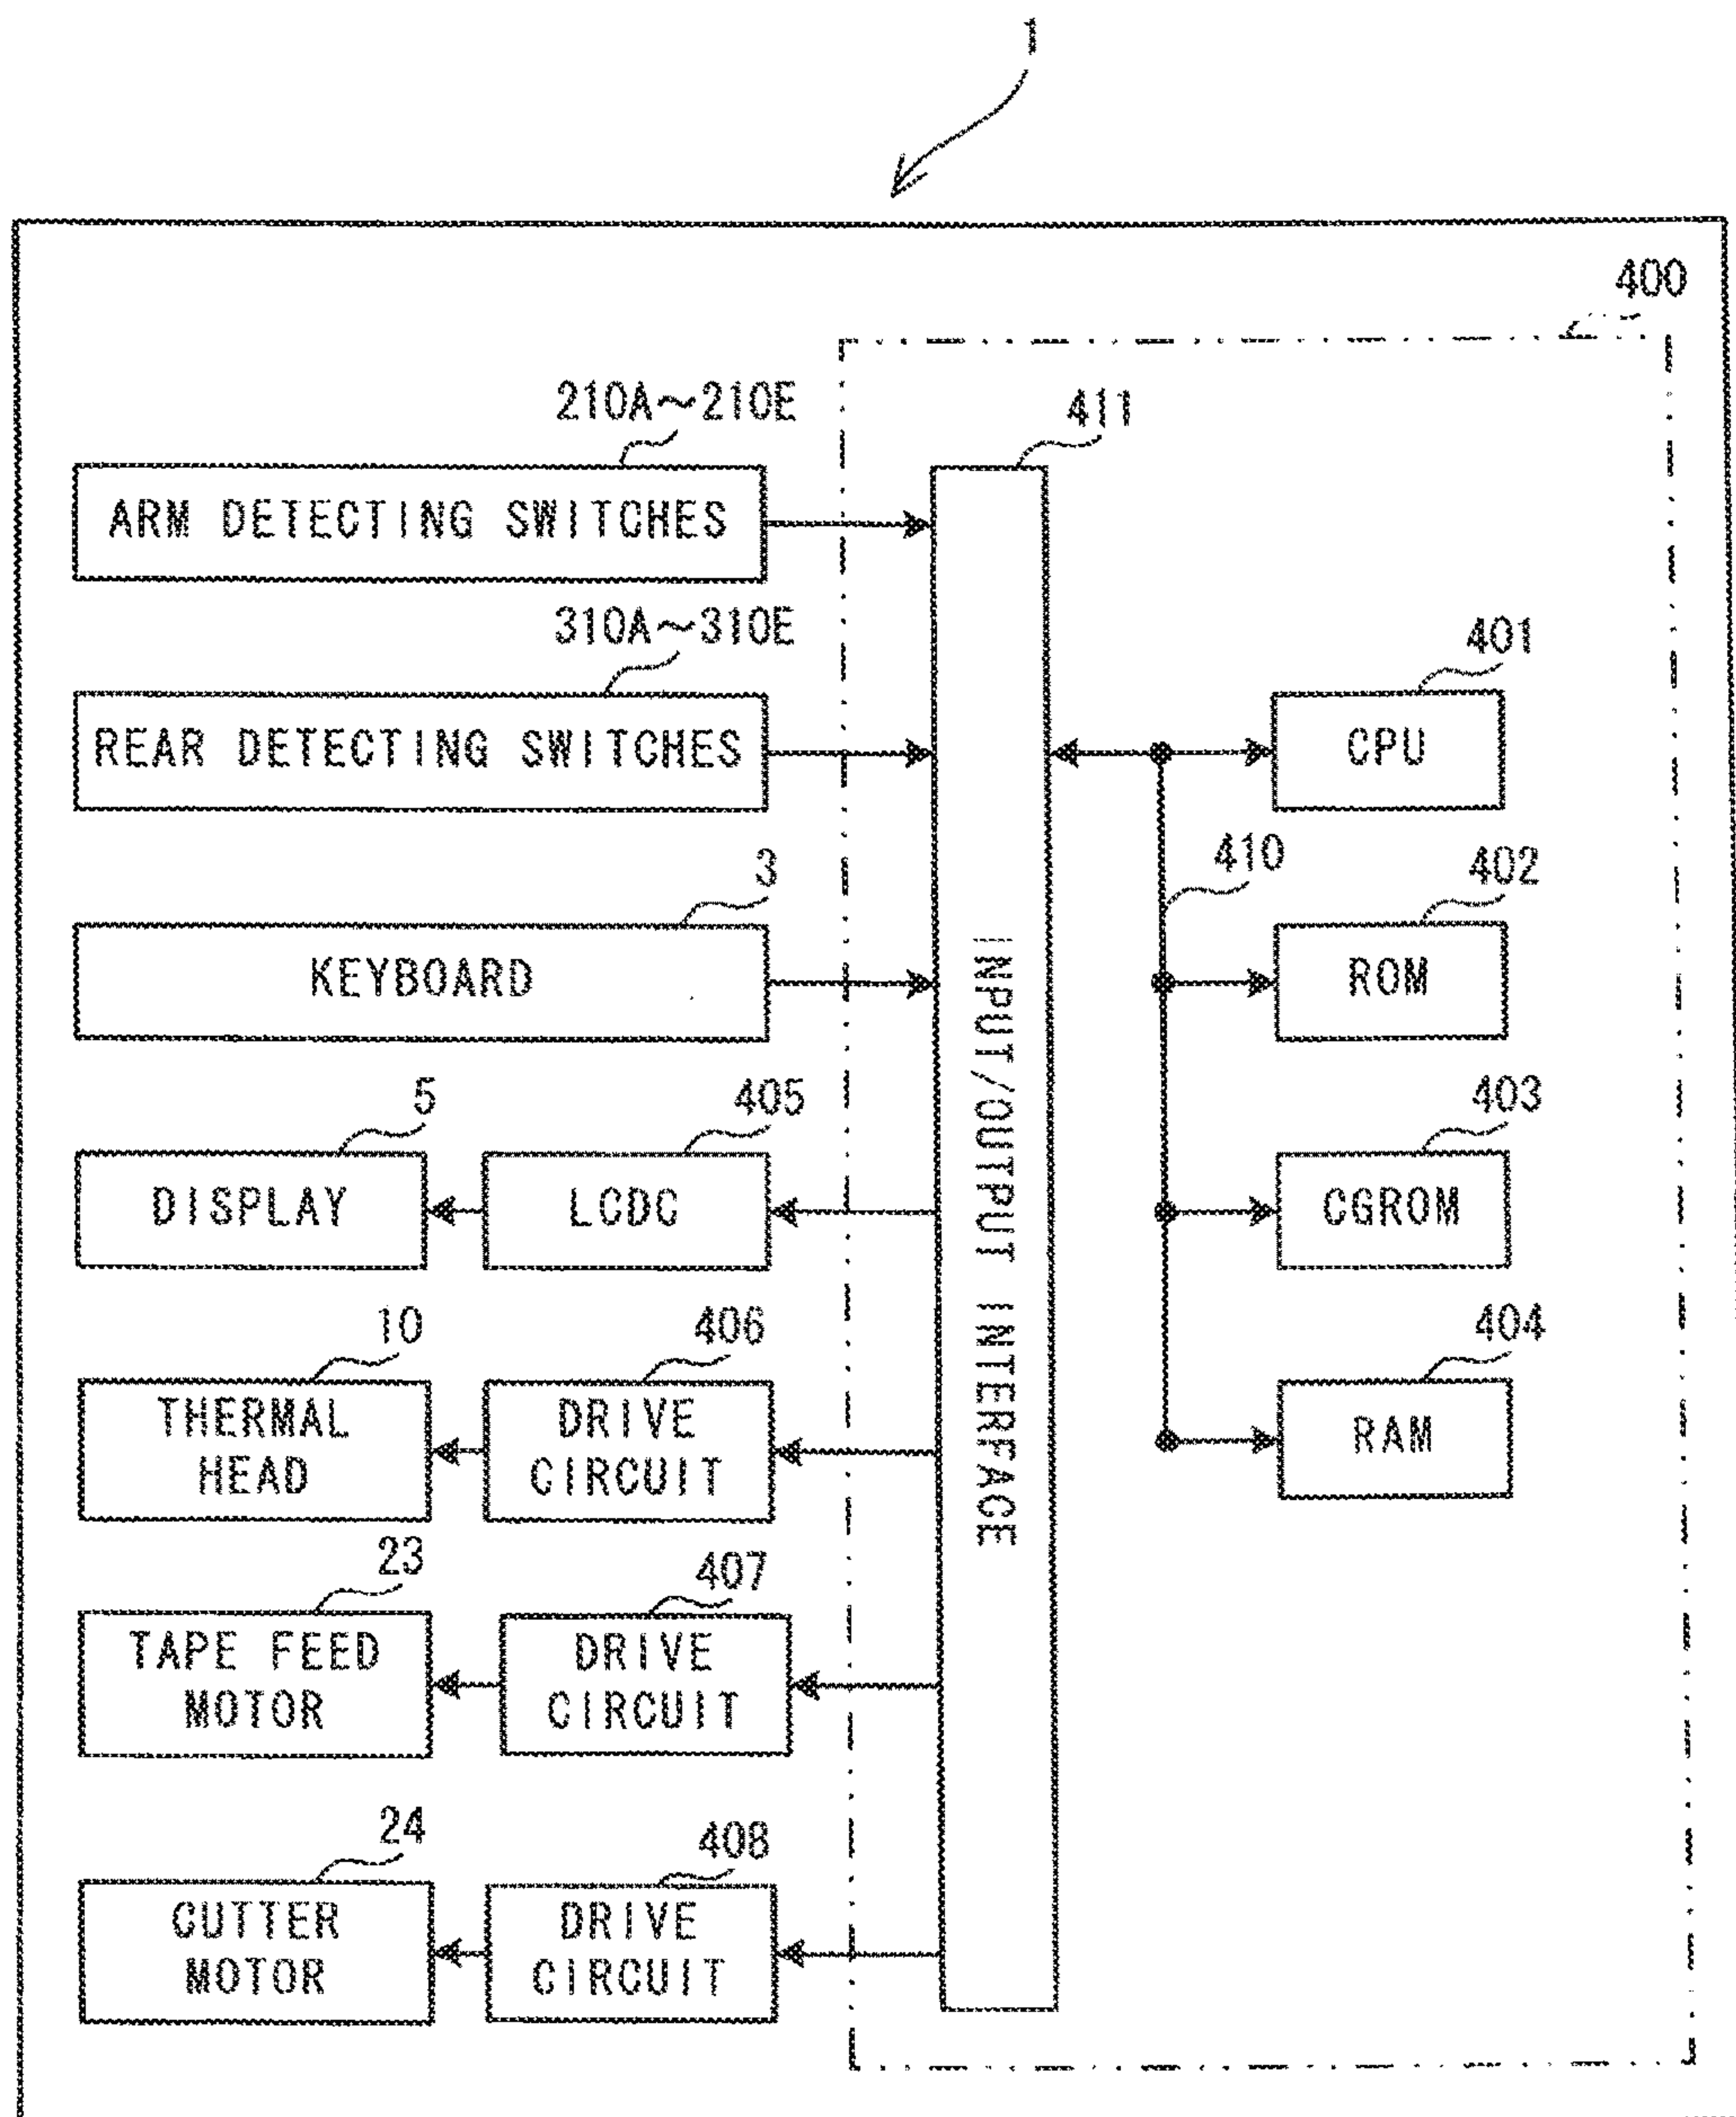 1
400
210A～210E
411
ARM DETECTING SWITCHES
310A～310E
401
REAR DETECTING SWITCHES
CPU
410
3
402
KEYBOARD
ROM
INPUT/OUTPUT INTERFACE
5
405
403
DISPLAY
LCDC
CGROM
10
406
404
THERMAL
HEAD
DRIVE
CIRCUIT
RAM
23
407
TAPE FEED
MOTOR
DRIVE
CIRCUIT
24
408
CUTTER
MOTOR
DRIVE
CIRCUIT